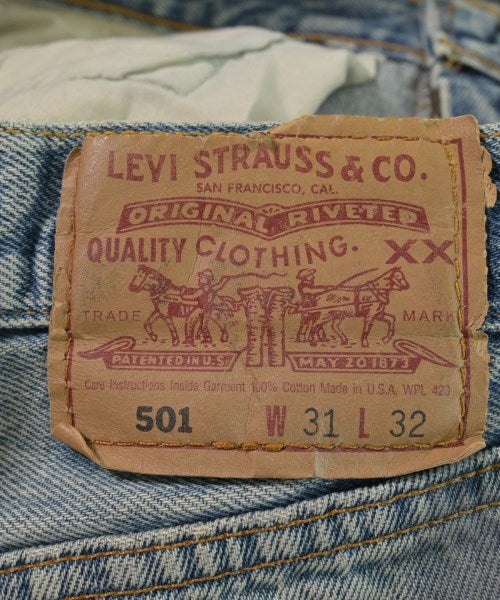 LEVI STRAUSS & CO.
SAN FRANCISCO, CAL.
ORIGINAL RIVETED
QUALITY CLOTHING. XX
TRADE MARK
PATENTED IN U.S. MAY 20 1873
Care Instructions Inside Garment 100% Cotton Made in U.S.A. WPL 423
501 W 31 L 32